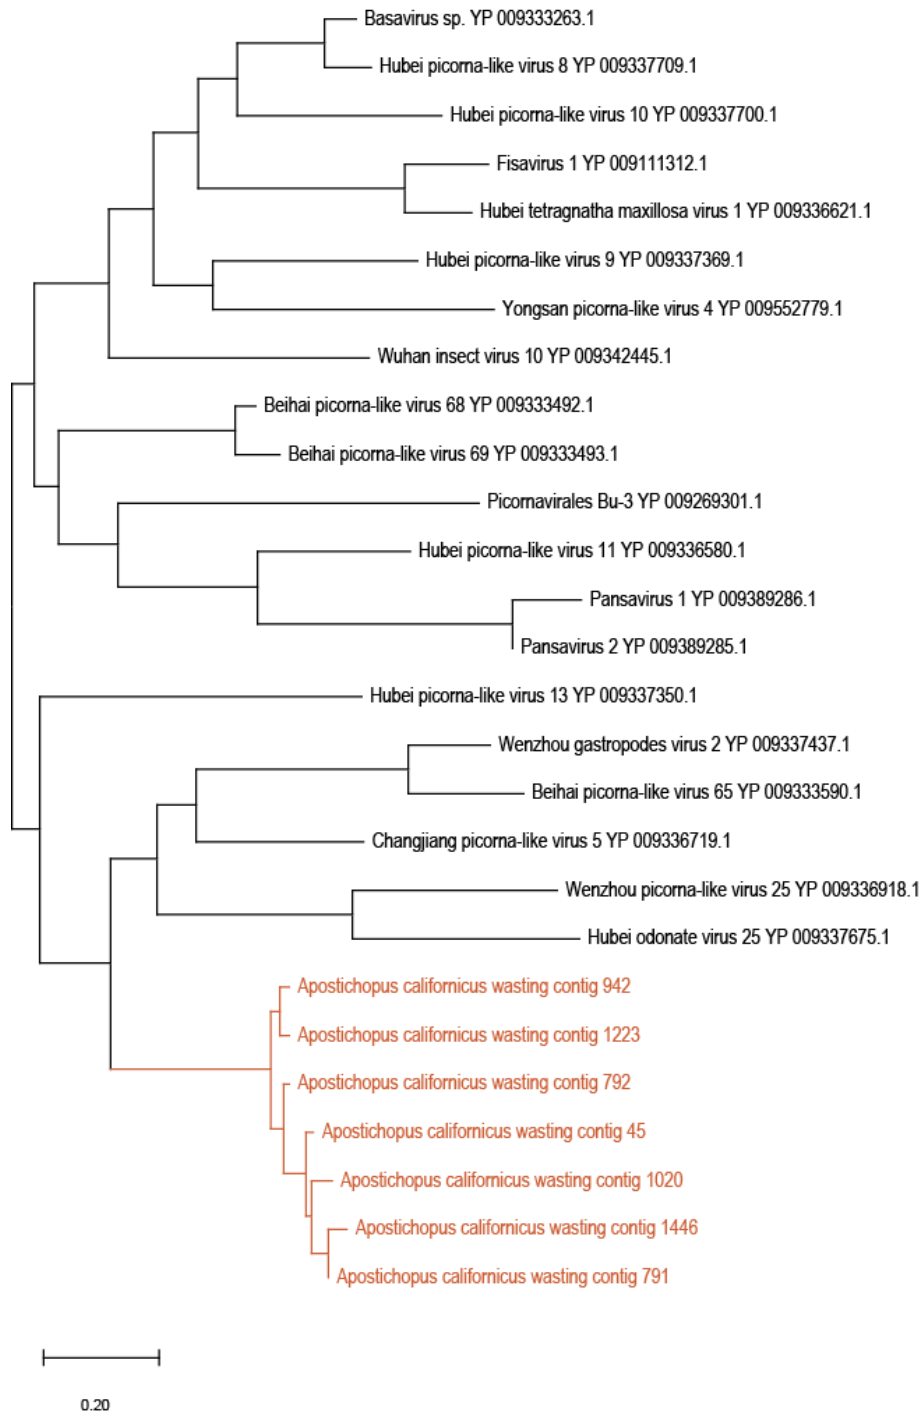 Basavirus sp. YP 009333263.1
Hubei picorna-like virus 8 YP 009337709.1
Hubei picorna-like virus 10 YP 009337700.1
Fisavirus 1 YP 009111312.1
Hubei tetragnatha maxillosa virus 1 YP 009336621.1
Hubei picorna-like virus 9 YP 009337369.1
Yongsan picorna-like virus 4 YP 009552779.1
Wuhan insect virus 10 YP 009342445.1
Beihai picorna-like virus 68 YP 009333492.1
Beihai picorna-like virus 69 YP 009333493.1
Picornavirales Bu-3 YP 009269301.1
Hubei picorna-like virus 11 YP 009336580.1
Pansavirus 1 YP 009389286.1
Pansavirus 2 YP 009389285.1
Hubei picorna-like virus 13 YP 009337350.1
Wenzhou gastropodes virus 2 YP 009337437.1
Beihai picorna-like virus 65 YP 009333590.1
Changjiang picorna-like virus 5 YP 009336719.1
Wenzhou picorna-like virus 25 YP 009336918.1
Hubei odonate virus 25 YP 009337675.1
Apostichopus californicus wasting contig 942
Apostichopus californicus wasting contig 1223
Apostichopus californicus wasting contig 792
Apostichopus californicus wasting contig 45
Apostichopus californicus wasting contig 1020
Apostichopus californicus wasting contig 1446
Apostichopus californicus wasting contig 791
0.20